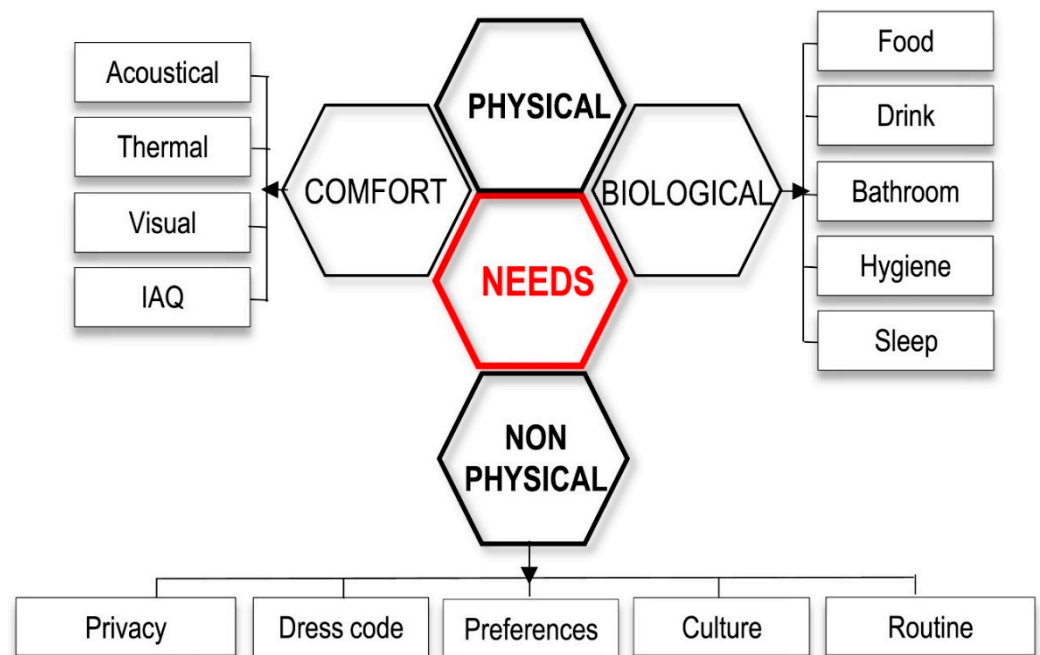 PHYSICAL
COMFORT
Acoustical
Thermal
Visual
IAQ
BIOLOGICAL
Food
Drink
Bathroom
Hygiene
Sleep
NEEDS
NON
PHYSICAL
Privacy
Dress code
Preferences
Culture
Routine